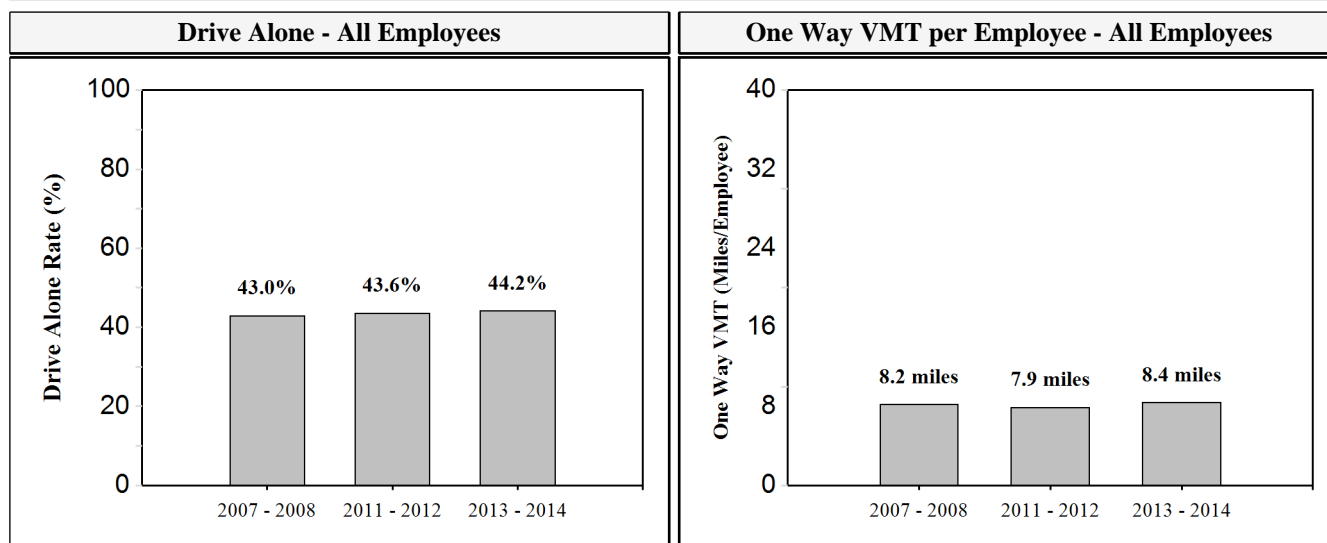 Drive Alone - All Employees
One Way VMT per Employee - All Employees
Drive Alone Rate (%)
100
80
60
40
20
0
43.0%
43.6%
44.2%
2007 - 2008
2011 - 2012
2013 - 2014
One Way VMT (Miles/Employee)
40
32
24
16
8
0
8.2 miles
7.9 miles
8.4 miles
2007 - 2008
2011 - 2012
2013 - 2014